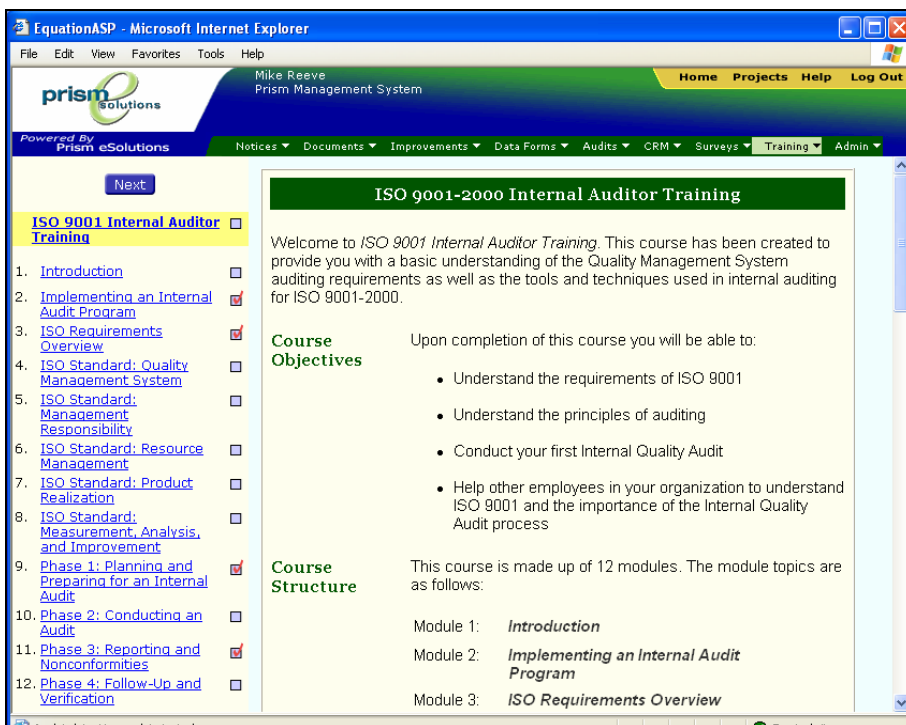 EquationASP - Microsoft Internet Explorer
File Edit View Favorites Tools Help
prism
solutions
Mike Reeve
Prism Management System
Home Projects Help Log Out
Powered By
Prism eSolutions
Notices Documents Improvements Data Forms Audits CRM Surveys Training Admin
Next
ISO 9001 Internal Auditor
Training
1. Introduction
2. Implementing an Internal
Audit Program
3. ISO Requirements
Overview
4. ISO Standard: Quality
Management System
5. ISO Standard:
Management
Responsibility
6. ISO Standard: Resource
Management
7. ISO Standard: Product
Realization
8. ISO Standard:
Measurement, Analysis,
and Improvement
9. Phase 1: Planning and
Preparing for an Internal
Audit
10. Phase 2: Conducting an
Audit
11. Phase 3: Reporting and
Nonconformities
12. Phase 4: Follow-Up and
Verification
ISO 9001-2000 Internal Auditor Training
Welcome to ISO 9001 Internal Auditor Training. This course has been created to
provide you with a basic understanding of the Quality Management System
auditing requirements as well as the tools and techniques used in internal auditing
for ISO 9001-2000.
Course
Objectives
Upon completion of this course you will be able to:
• Understand the requirements of ISO 9001
• Understand the principles of auditing
• Conduct your first Internal Quality Audit
• Help other employees in your organization to understand
ISO 9001 and the importance of the Internal Quality
Audit process
Course
Structure
This course is made up of 12 modules. The module topics are
as follows:
Module 1: Introduction
Module 2: Implementing an Internal Audit
Program
Module 3: ISO Requirements Overview